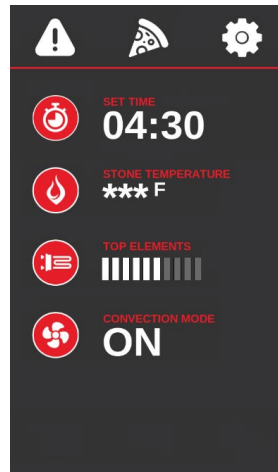 SET TIME
04:30
STONE TEMPERATURE
*** F
TOP ELEMENTS
CONVECTION MODE
ON